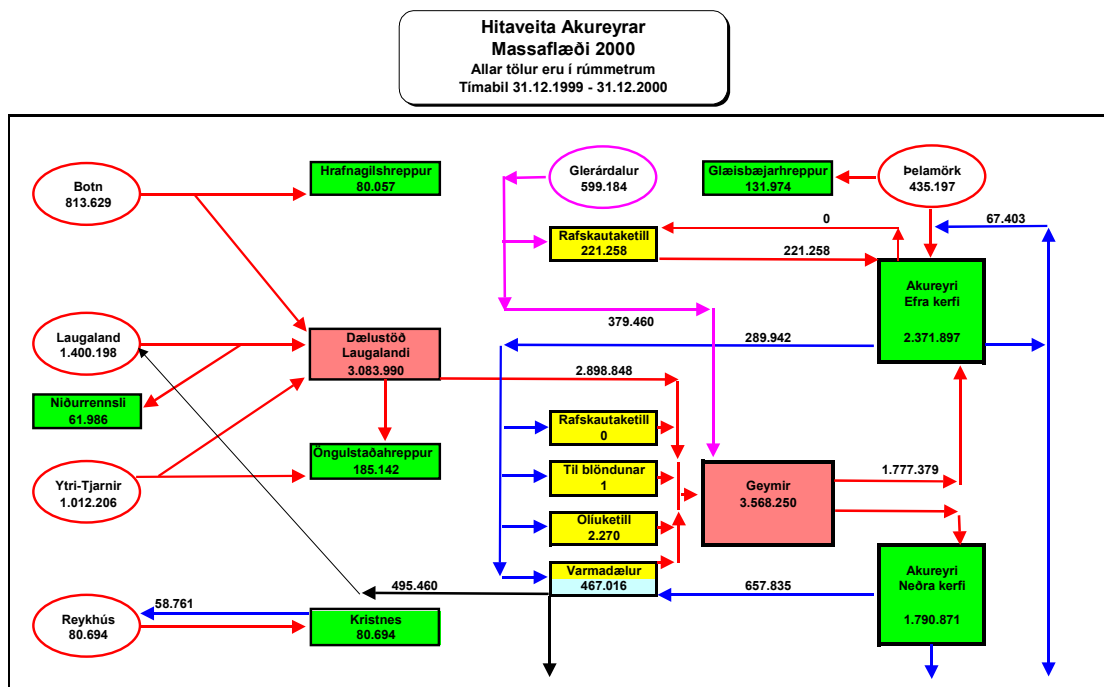 Hitaveita Akureyrar
Massaflæði 2000
Allar tölur eru í rúmmetrum
Tímabil 31.12.1999 - 31.12.2000
Botn
813.629
Hrafnagilshreppur
80.057
Glerárdalur
599.184
Glæisbæjarhreppur
131.974
Þelamörk
435.197
0
67.403
Rafskautaketill
221.258
221.258
Akureyri
Efra kerfi
2.371.897
379.460
289.942
Laugaland
1.400.198
Dælustöð
Laugalandi
3.083.990
2.898.848
Niðurrennsli
61.986
Rafskautaketill
0
Öngulstaðahreppur
185.142
Til blöndunar
1
Geymir
3.568.250
1.777.379
Ytri-Tjarnir
1.012.206
Olíuketill
2.270
Varmadælur
467.016
495.460
657.835
Akureyri
Neðra kerfi
1.790.871
Reykhús
80.694
58.761
Kristnes
80.694